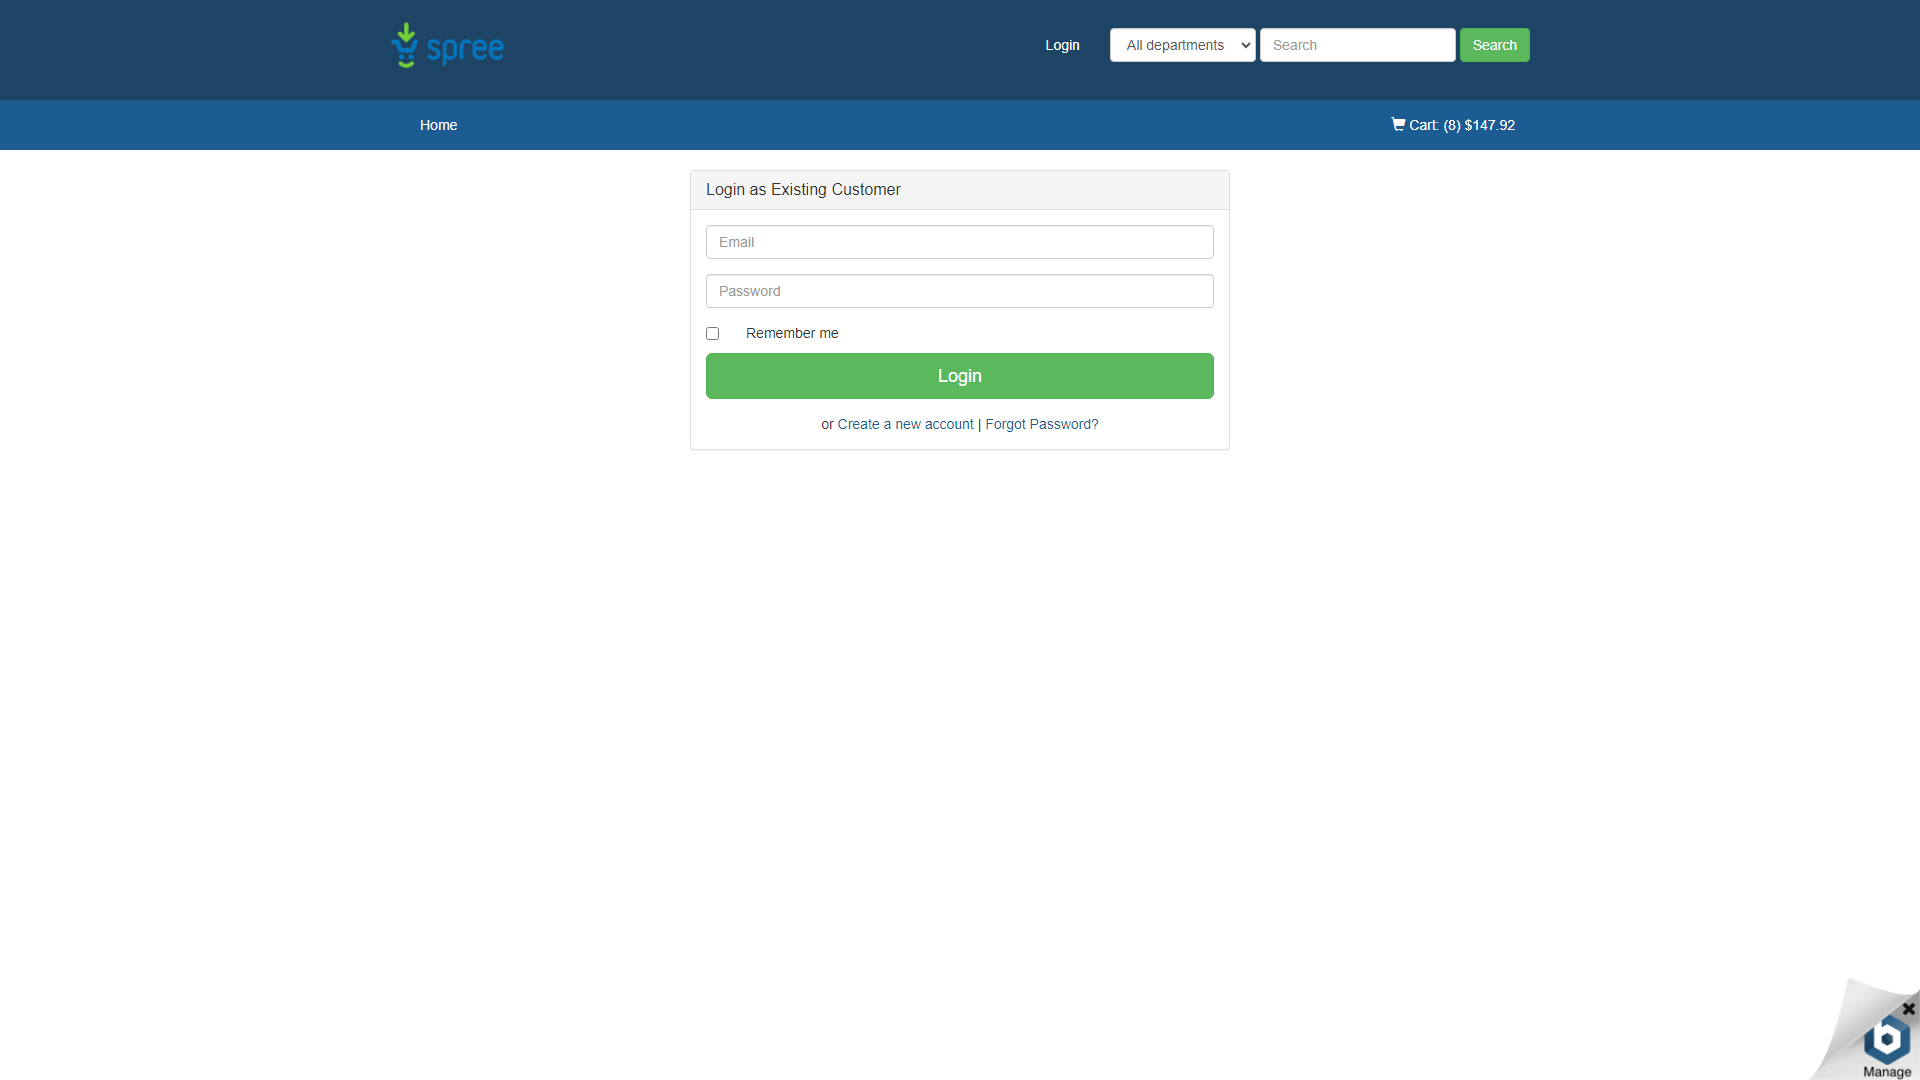 spree
Login
All departments
Search
Search
Home
Cart: (8) $147.92
Login as Existing Customer
Email
Password
Remember me
Login
or Create a new account | Forgot Password?
Manage